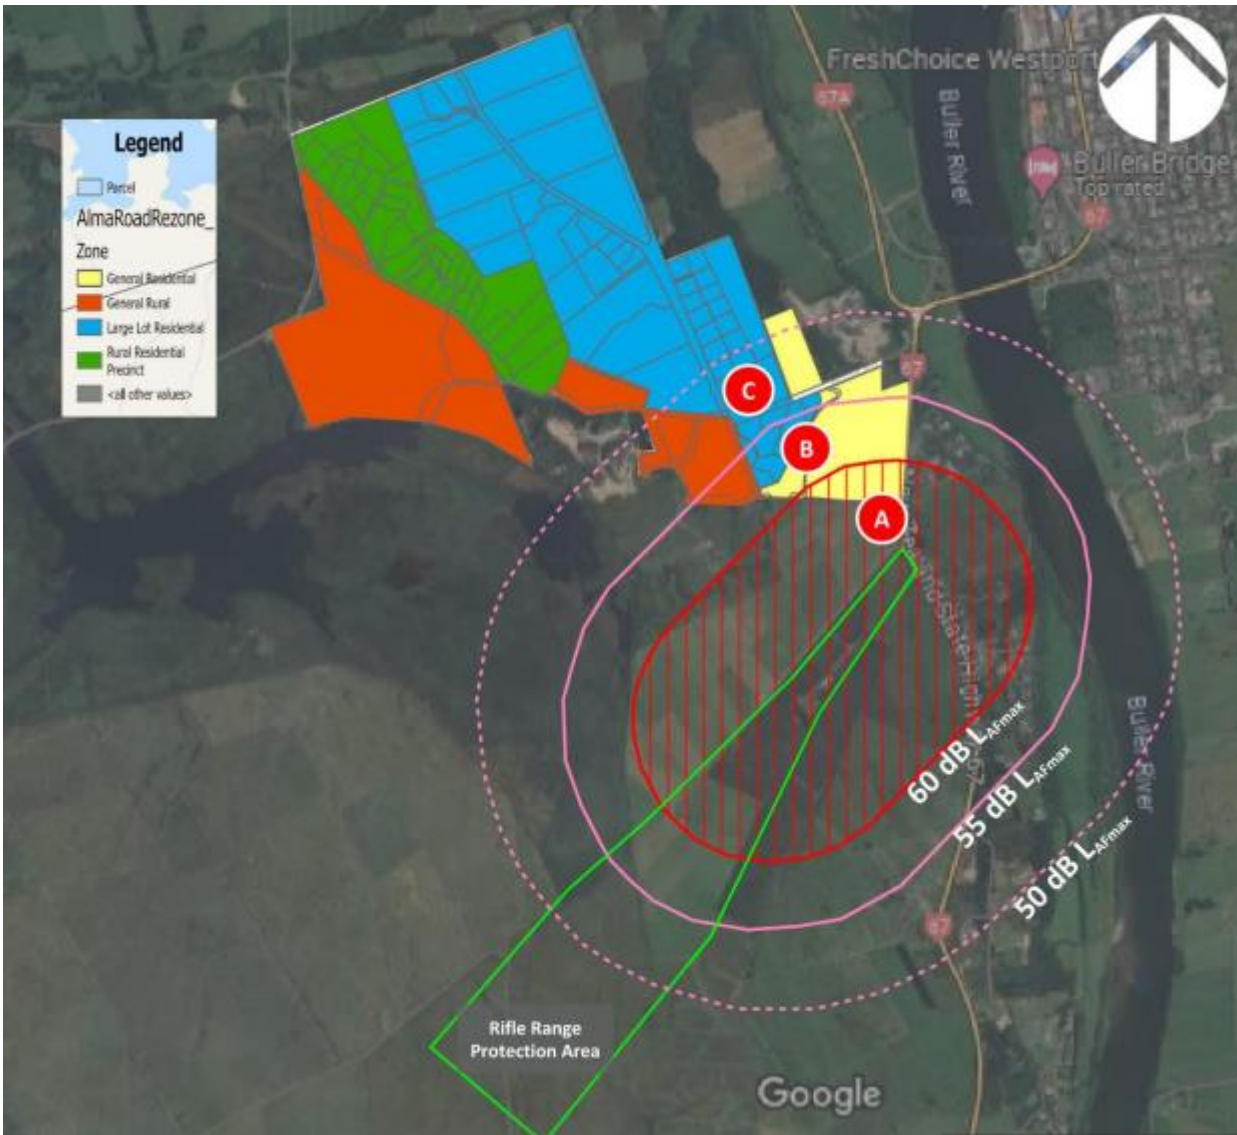 FreshChoice Westport
67A
Buller River
Buller Bridge
Top rated
67
Legend
Parcel
AlmaRoadRezone_
Zone
General Residential
General Rural
Large Lot Residential
Rural Residential
Precinct
<all other values>
67
C
B
A
60 dB LAFmax
55 dB LAFmax
50 dB LAFmax
Buller River
67
Rifle Range
Protection Area
Google